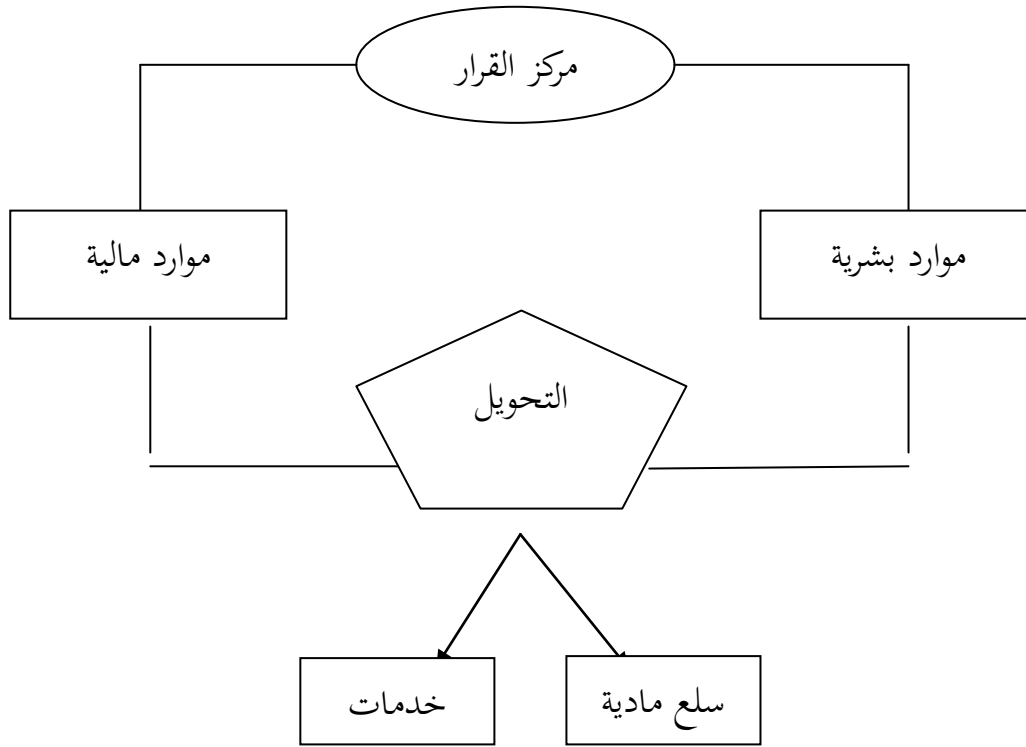 مركز القرار
موارد بشرية
موارد مالية
التحويل
سلع مادية
خدمات